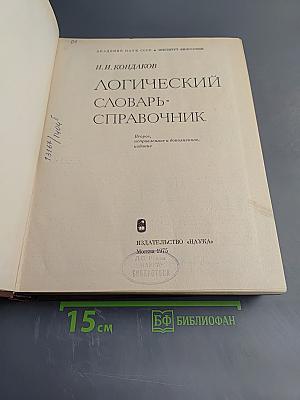 АКАДЕМИЯ НАУК СССР • ИНСТИТУТ ФИЛОСОФИИ
Н. И. КОНДАКОВ
ЛОГИЧЕСКИЙ
СЛОВАРЬ-
СПРАВОЧНИК
Второе,
исправленное и дополненное,
издание
ИЗДАТЕЛЬСТВО «НАУКА»
Москва 1975
БИБЛИОТЕКА
15 см
БФ БИБЛИОФАН